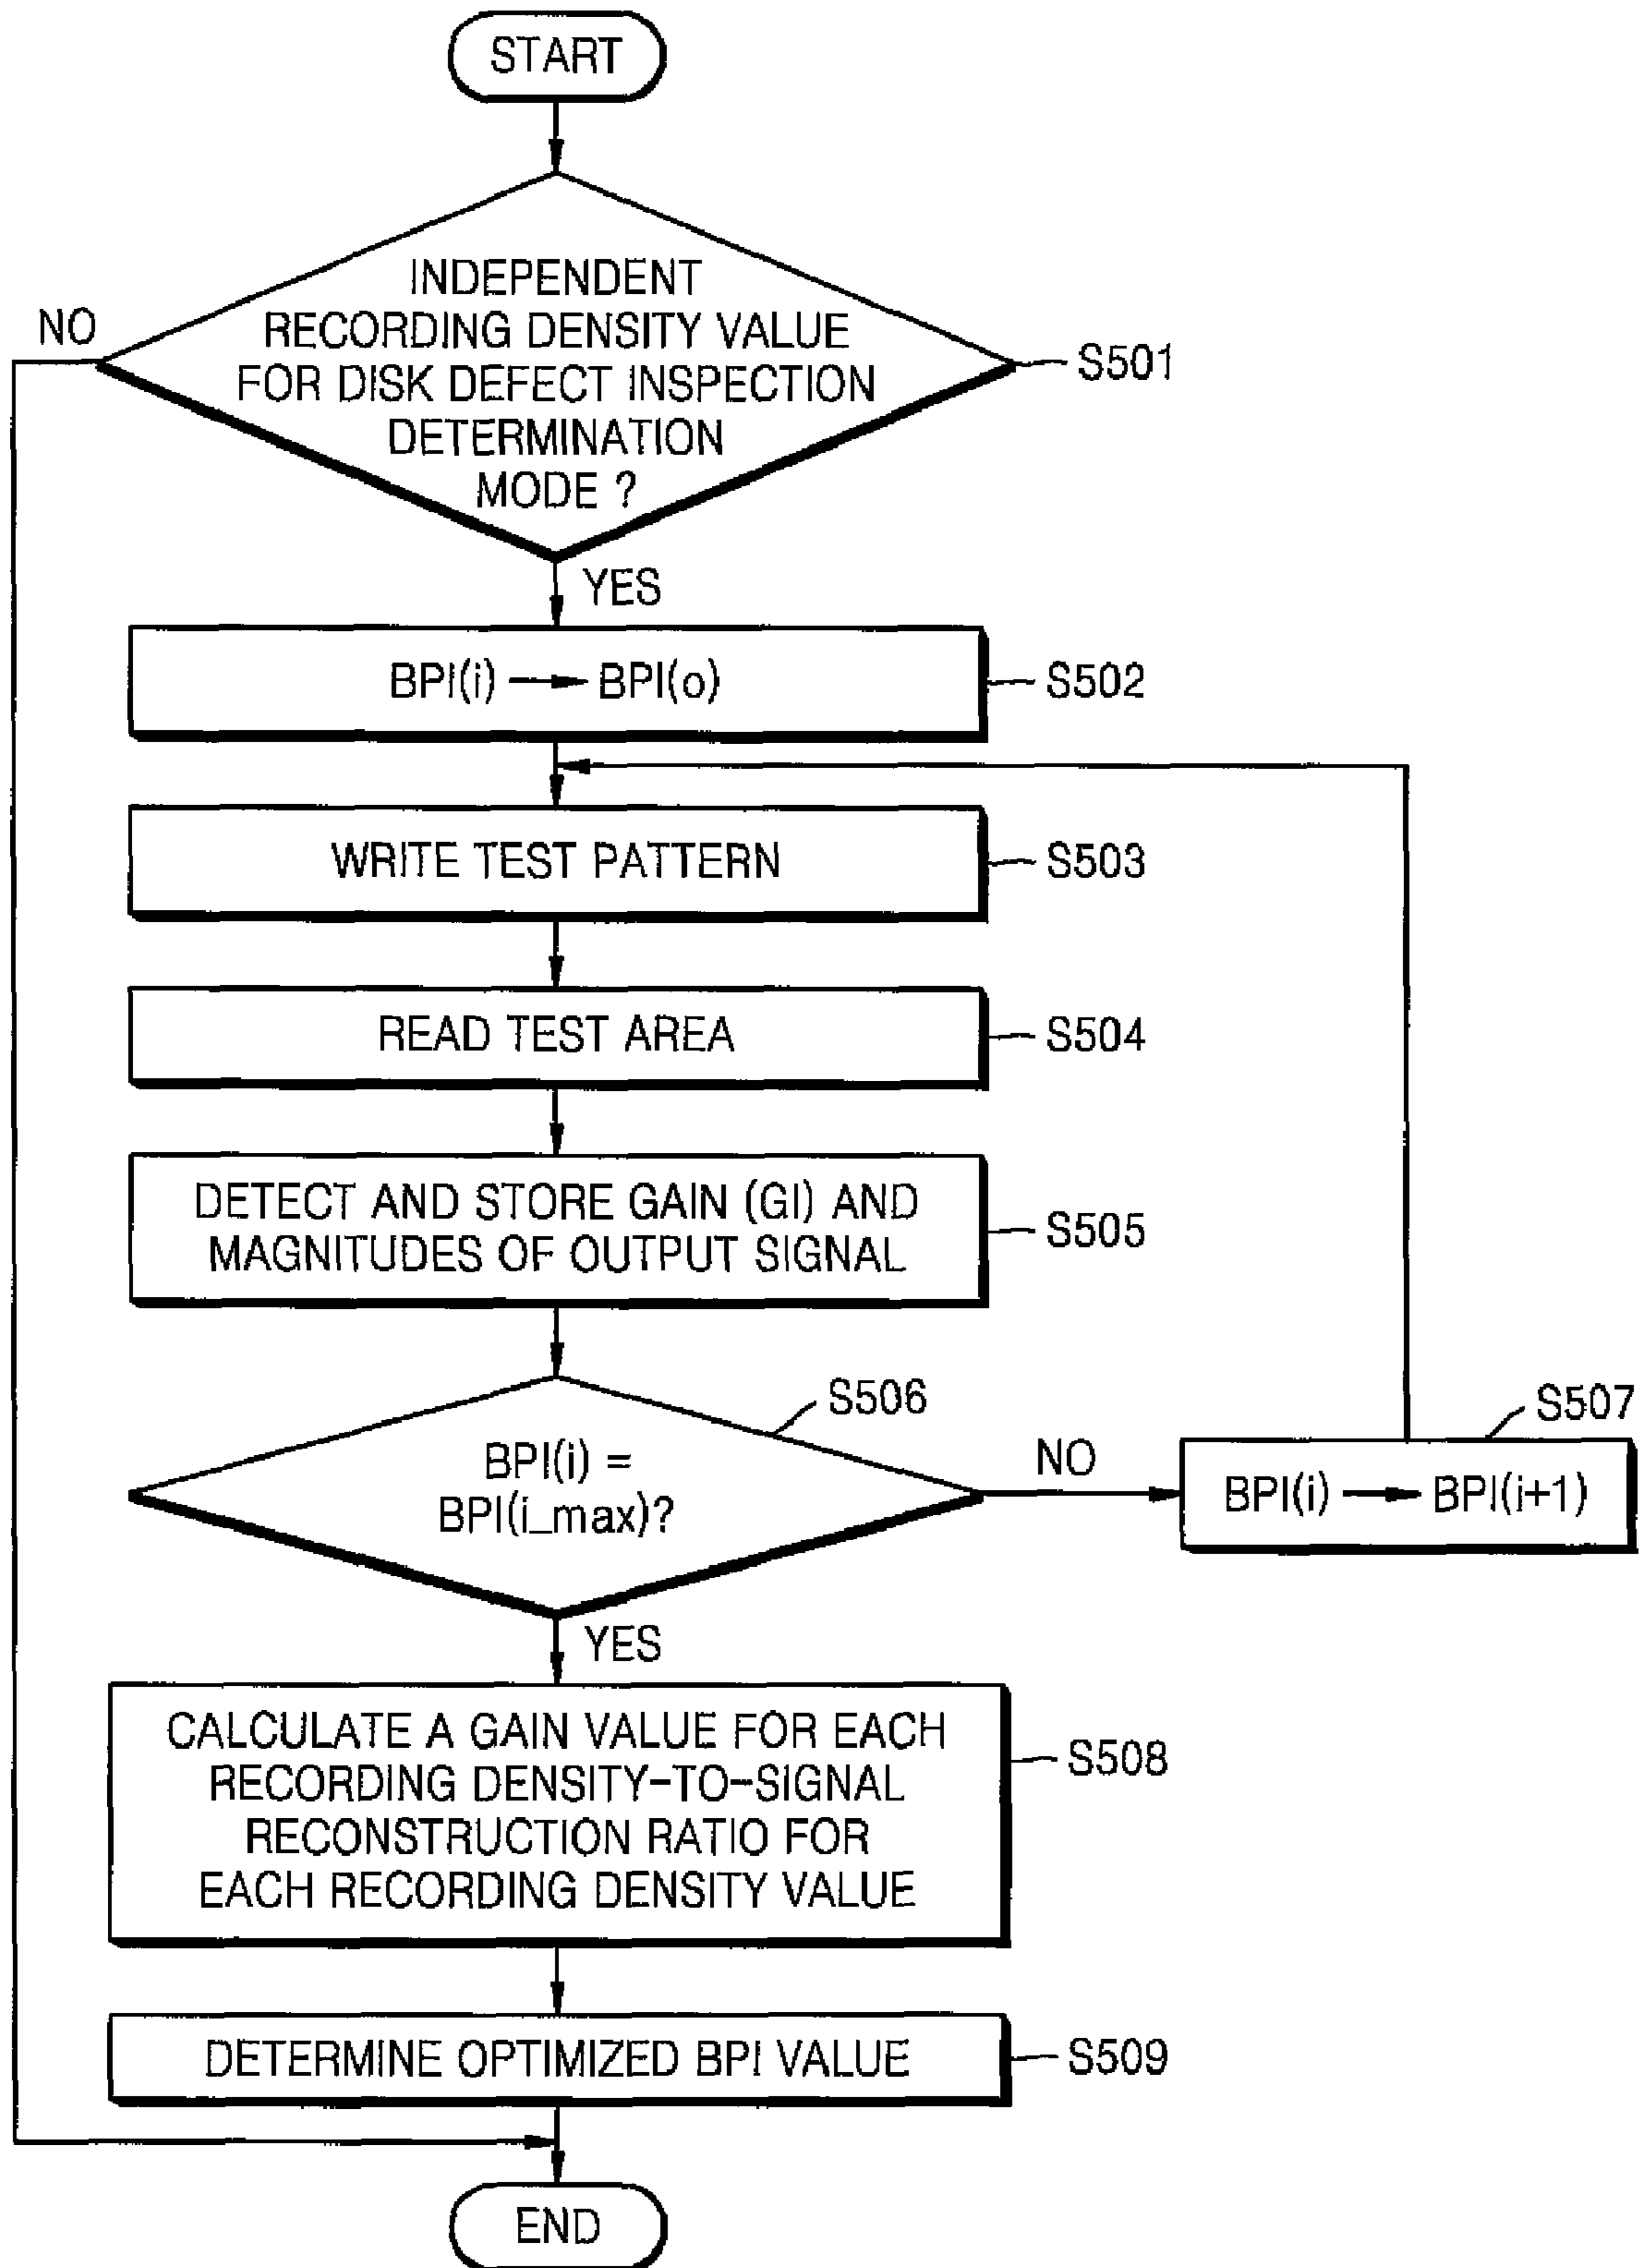 START
INDEPENDENT
NO
RECORDING DENSITY VALUE
FOR DISK DEFECT INSPECTION
S501
DETERMINATION
MODE ?
YES
BPI(i) → BPI(o)
S502
WRITE TEST PATTERN
S503
READ TEST AREA
S504
DETECT AND STORE GAIN (GI) AND
MAGNITUDES OF OUTPUT SIGNAL
S505
S506
BPI(i) =
BPI(i_max)?
NO
S507
BPI(i) → BPI(i+1)
YES
CALCULATE A GAIN VALUE FOR EACH
RECORDING DENSITY-TO-SIGNAL
RECONSTRUCTION RATIO FOR
EACH RECORDING DENSITY VALUE
S508
DETERMINE OPTIMIZED BPI VALUE
S509
END